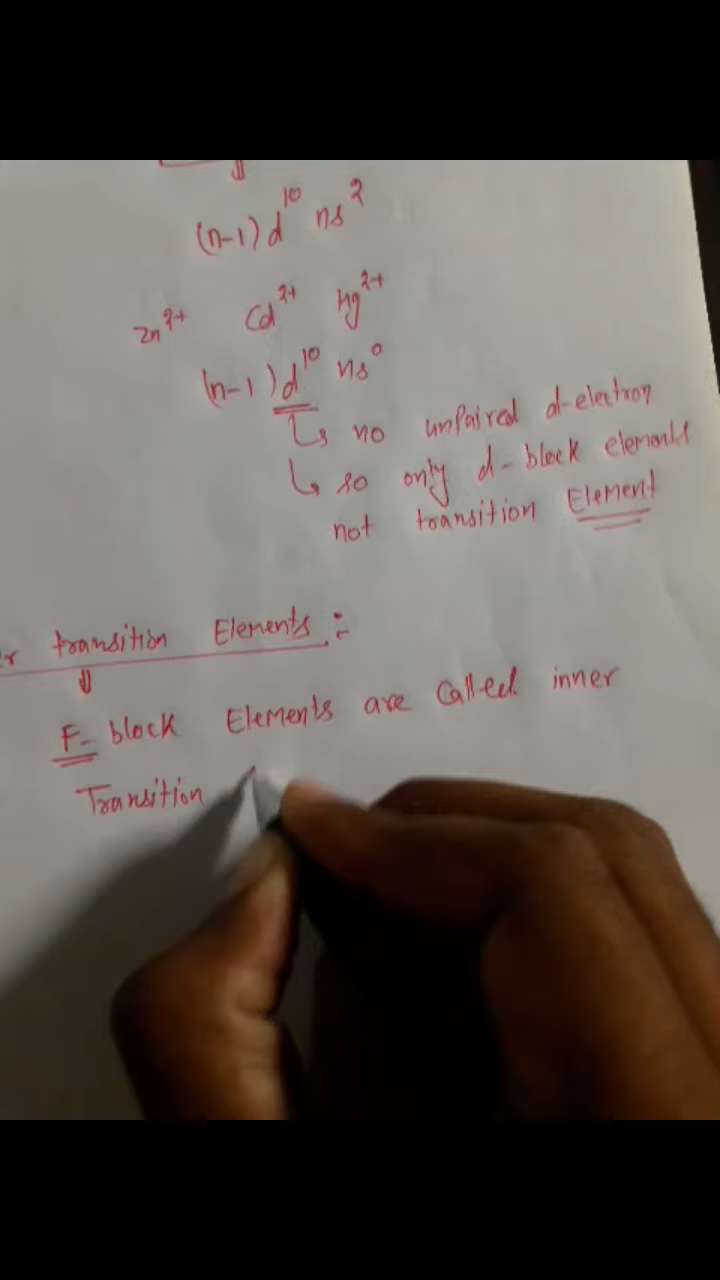 (n-1) d¹⁰ ns²
Zn²⁺ Cd²⁺ Hg²⁺
(n-1) d¹⁰ ns⁰
↳ no unpaired d-electron
↳ so only d-block elements
not transition Element
er transition Elements :-
⇓
F- block Elements are called inner
Transition